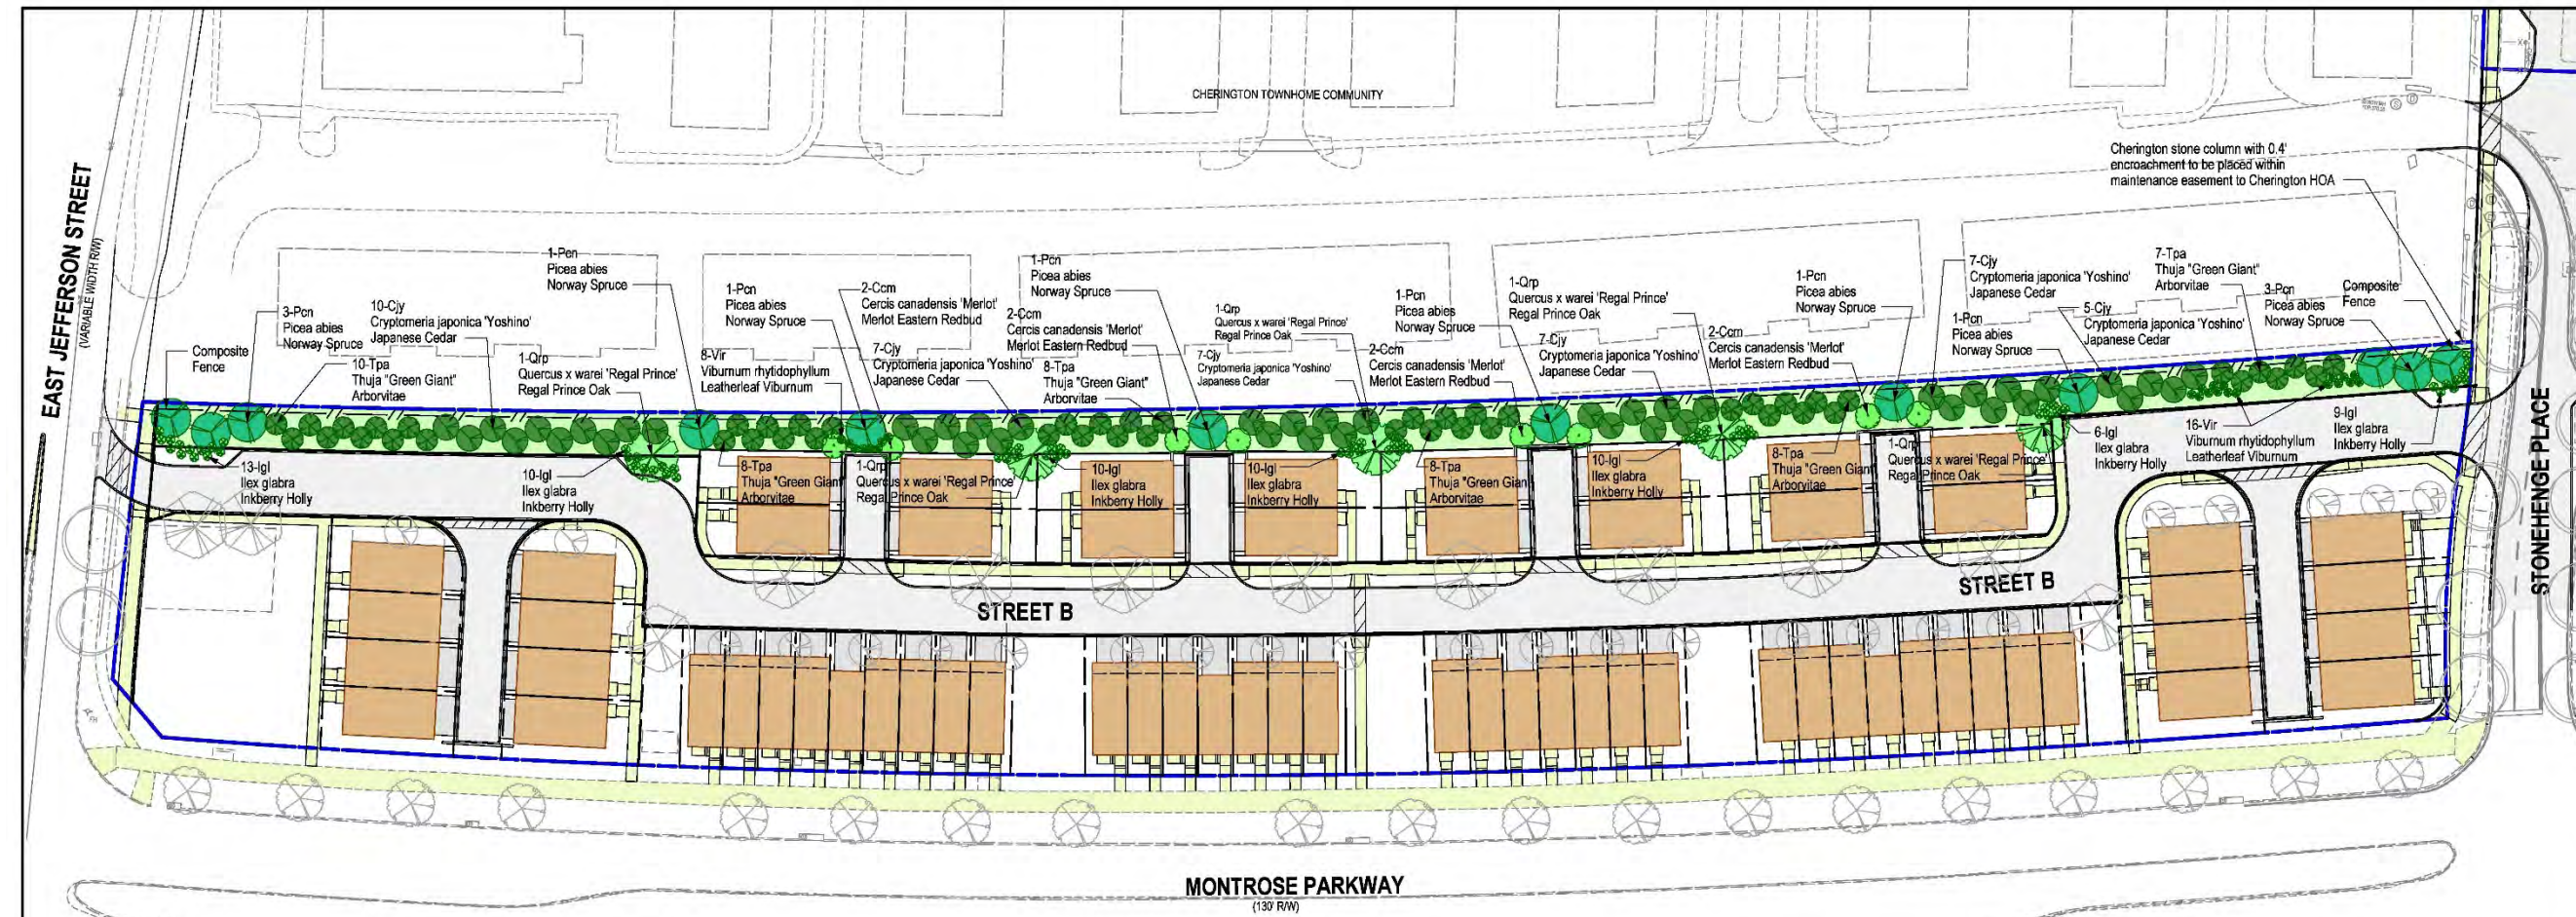 CHERINGTON TOWNHOME COMMUNITY
Cherington stone column with 0.4'
encroachment to be placed within
maintenance easement to Cherington HOA
EAST JEFFERSON STREET
(VARIABLE WIDTH R/W)
Composite
Fence
3-Pcn
Picea abies
Norway Spruce
10-Cjy
Cryptomeria japonica 'Yoshino'
Japanese Cedar
10-Tpa
Thuja "Green Giant"
Arborvitae
1-Qrp
Quercus x warei 'Regal Prince'
Regal Prince Oak
1-Pcn
Picea abies
Norway Spruce
8-Vir
Viburnum rhytidophyllum
Leatherleaf Viburnum
1-Pcn
Picea abies
Norway Spruce
2-Ccm
Cercis canadensis 'Merlot'
Merlot Eastern Redbud
7-Cjy
Cryptomeria japonica 'Yoshino'
Japanese Cedar
1-Pcn
Picea abies
Norway Spruce
2-Ccm
Cercis canadensis 'Merlot'
Merlot Eastern Redbud
8-Tpa
Thuja "Green Giant"
Arborvitae
1-Qrp
Quercus x warei 'Regal Prince'
Regal Prince Oak
7-Cjy
Cryptomeria japonica 'Yoshino'
Japanese Cedar
1-Pcn
Picea abies
Norway Spruce
2-Ccm
Cercis canadensis 'Merlot'
Merlot Eastern Redbud
1-Qrp
Quercus x warei 'Regal Prince'
Regal Prince Oak
7-Cjy
Cryptomeria japonica 'Yoshino'
Japanese Cedar
1-Pcn
Picea abies
Norway Spruce
2-Ccm
Cercis canadensis 'Merlot'
Merlot Eastern Redbud
7-Cjy
Cryptomeria japonica 'Yoshino'
Japanese Cedar
1-Pcn
Picea abies
Norway Spruce
5-Cjy
Cryptomeria japonica 'Yoshino'
Japanese Cedar
7-Tpa
Thuja "Green Giant"
Arborvitae
3-Pcn
Picea abies
Norway Spruce
Composite
Fence
13-Igl
Ilex glabra
Inkberry Holly
10-Igl
Ilex glabra
Inkberry Holly
8-Tpa
Thuja "Green Giant"
Arborvitae
1-Qrp
Quercus x warei 'Regal Prince'
Regal Prince Oak
10-Igl
Ilex glabra
Inkberry Holly
10-Igl
Ilex glabra
Inkberry Holly
8-Tpa
Thuja "Green Giant"
Arborvitae
10-Igl
Ilex glabra
Inkberry Holly
8-Tpa
Thuja "Green Giant"
Arborvitae
1-Qrp
Quercus x warei 'Regal Prince'
Regal Prince Oak
6-Igl
Ilex glabra
Inkberry Holly
16-Vir
Viburnum rhytidophyllum
Leatherleaf Viburnum
9-Igl
Ilex glabra
Inkberry Holly
STONEHENGE PLACE
STREET B
STREET B
MONTROSE PARKWAY
(130' R/W)